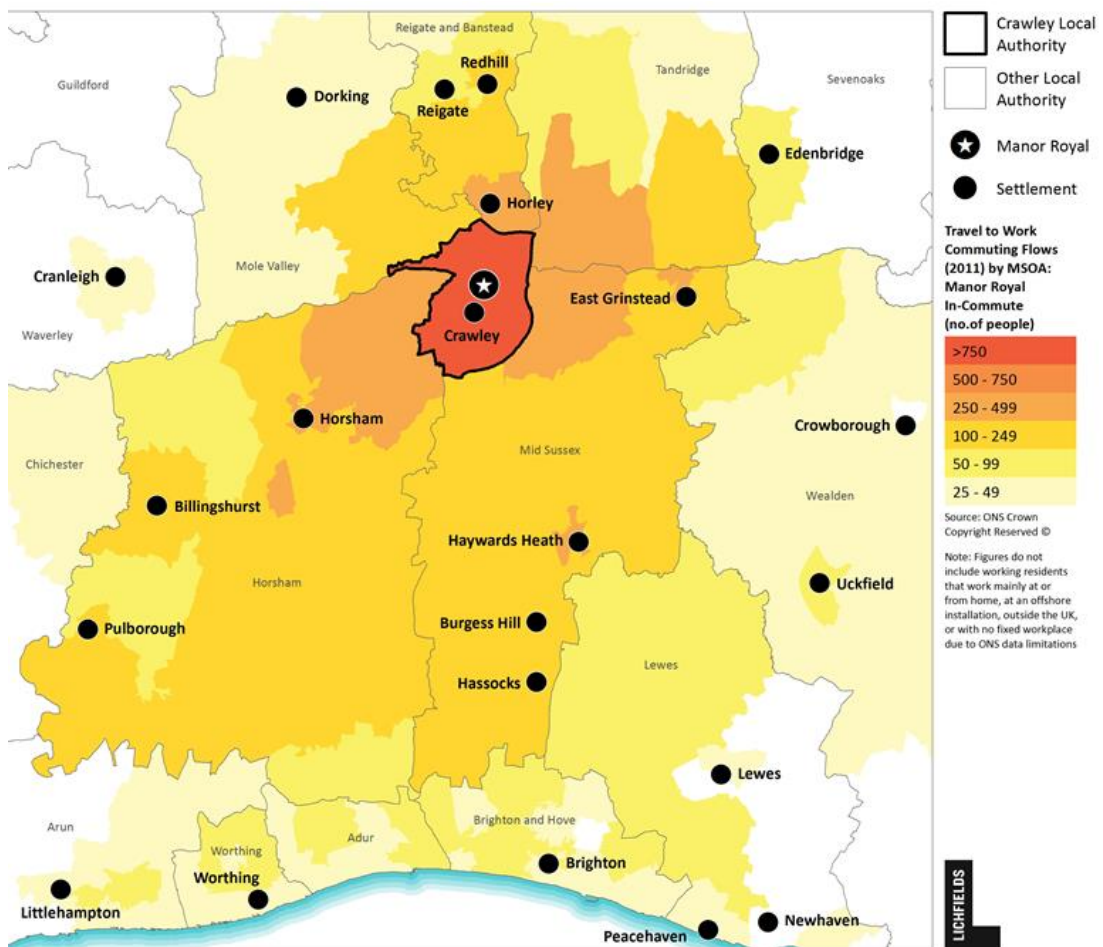 Reigate and Banstead
Redhill
Guildford
Dorking
Reigate
Tandridge
Sevenoaks
Edenbridge
Horley
Cranleigh
Mole Valley
East Grinstead
Waverley
Crawley
Horsham
Crowborough
Chichester
Mid Sussex
Wealden
Billingshurst
Haywards Heath
Horsham
Uckfield
Pulborough
Burgess Hill
Lewes
Hassocks
Lewes
Arun
Brighton and Hove
Adur
Worthing
Brighton
Worthing
Littlehampton
Newhaven
Peacehaven
Crawley Local
Authority
Other Local
Authority
Manor Royal
Settlement
Travel to Work
Commuting Flows
(2011) by MSOA:
Manor Royal
In-Commute
(no.of people)
>750
500 - 750
250 - 499
100 - 249
50 - 99
25 - 49
Source: ONS Crown
Copyright Reserved ©
Note: Figures do not
include working residents
that work mainly at or
from home, at an offshore
installation, outside the UK,
or with no fixed workplace
due to ONS data limitations
LICHFIELDS